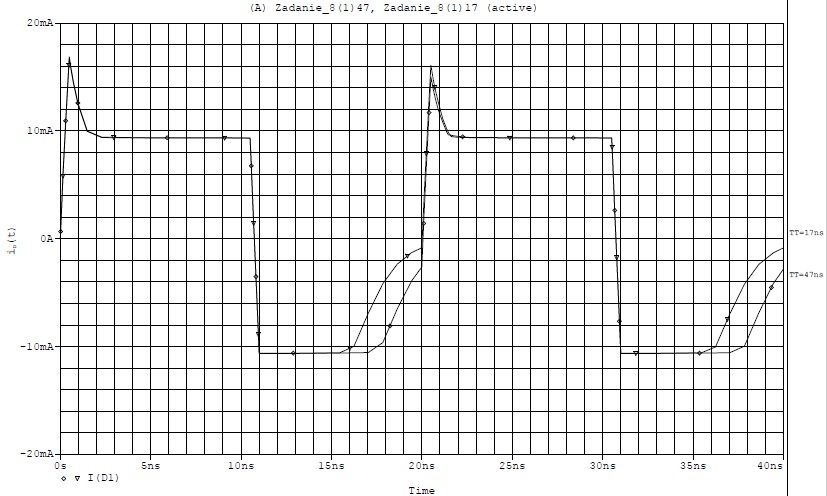 (A) Zadanie_8(1)47, Zadanie_8(1)17 (active)
20mA
10mA
0A
-10mA
-20mA
i_D(t)
TT=17ns
TT=47ns
0s 5ns 10ns 15ns 20ns 25ns 30ns 35ns 40ns
I(D1)
Time